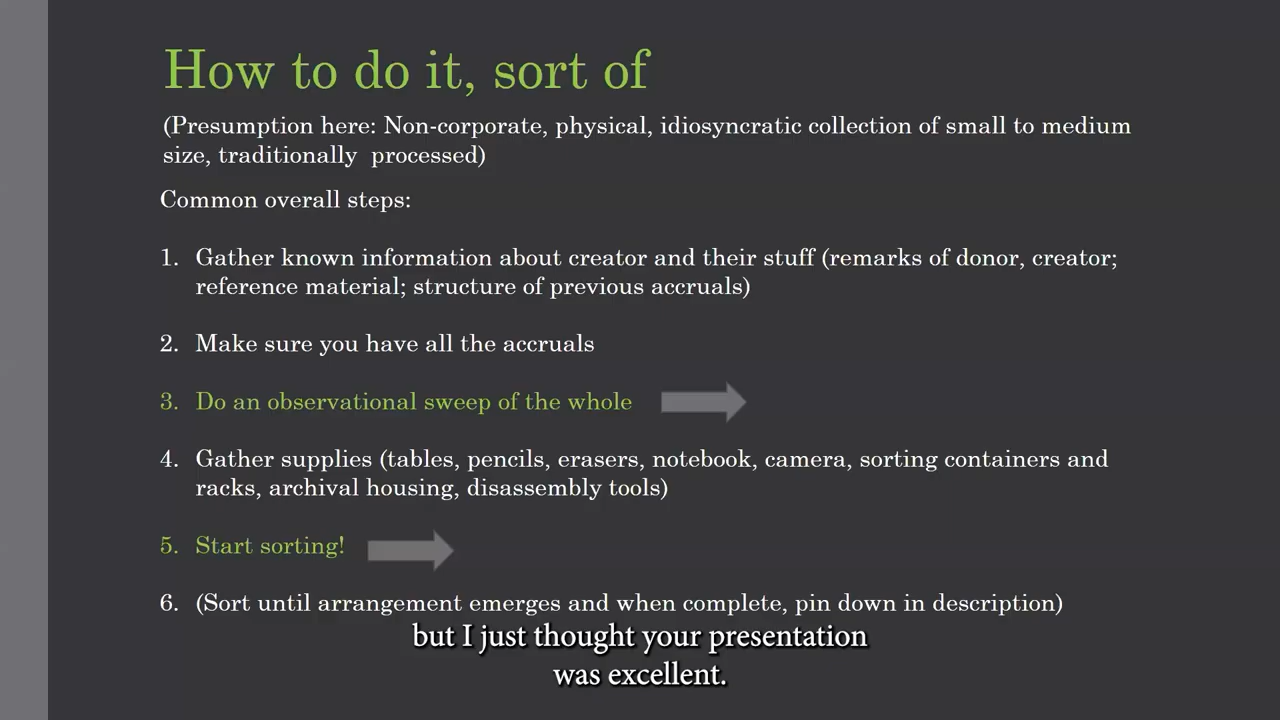 How to do it, sort of
(Presumption here: Non-corporate, physical, idiosyncratic collection of small to medium
size, traditionally processed)
Common overall steps:
1. Gather known information about creator and their stuff (remarks of donor, creator;
reference material; structure of previous accruals)
2. Make sure you have all the accruals
3. Do an observational sweep of the whole
4. Gather supplies (tables, pencils, erasers, notebook, camera, sorting containers and
racks, archival housing, disassembly tools)
5. Start sorting!
6. (Sort until arrangement emerges and when complete, pin down in description)
but I just thought your presentation
was excellent.